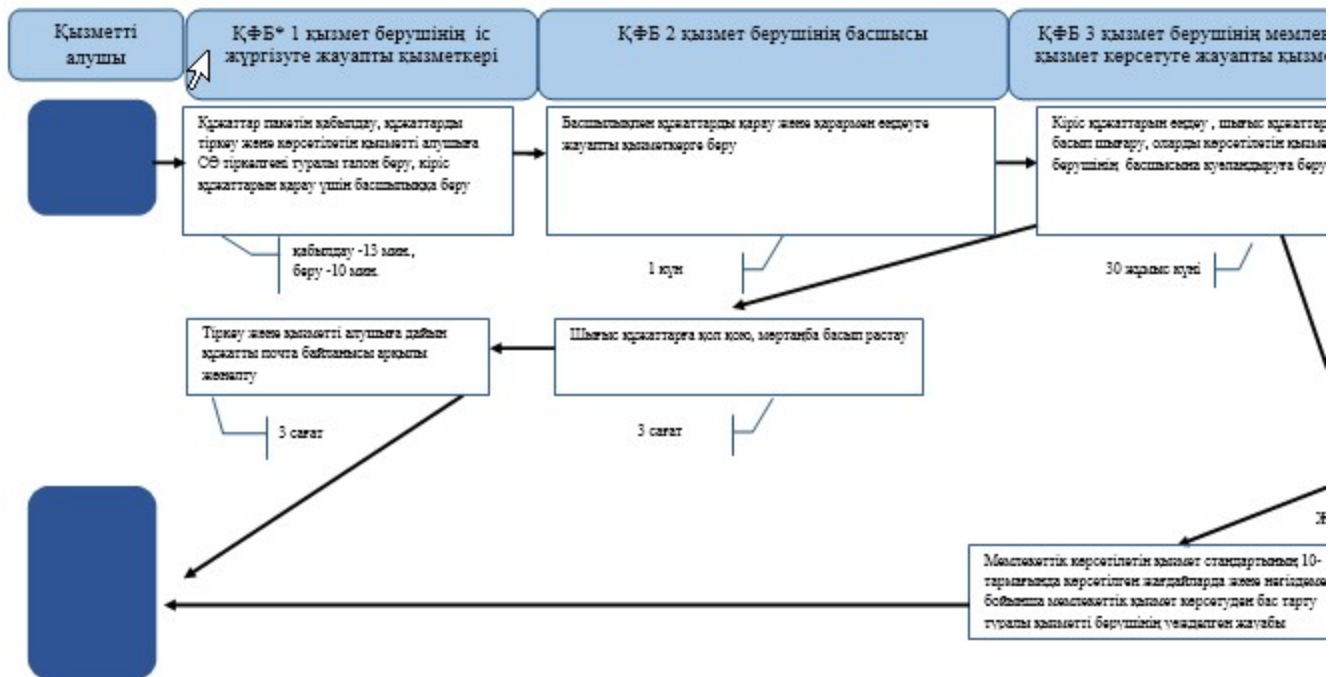 Қызметті
алушы
ҚФБ* 1 қызмет берушінің іс
жүргізуге жауапты қызметкері
ҚФБ 2 қызмет берушінің басшысы
ҚФБ 3 қызмет берушінің
қызмет көрсетуге жауапты
Құжаттар пакетін қабылдау, құжаттарды
тіркеу және көрсетілетін қызметті алушыға
СӨ тіркелгені туралы талон беру, кіріс
құжаттарын қарау үшін басшылыққа беру
Басшылықпен құжаттарды қарау және қарармен өңдеуге
жауапты қызметкерге беру
Кіріс құжаттарын өңдеу , шығыс
басып шығару, оларды көрсетілетін
берушінің басшысына куәландыруға беру
қабылдау -13 мин.,
беру -10 мин.
1 күн
30 жұмыс күні
Тіркеу және қызметті алушыға дайын
құжатты почта байланысы арқылы
жөнелту
Шығыс құжаттарға қол қою, мөртаңба басып растау
3 сағат
3 сағат
Мемлекеттік көрсетілетін қызмет стандартының 10-
тармағында көрсетілген жағдайларда және
бойынша мемлекеттік қызмет көрсетуден бас тарту
туралы қызметті берушінің уәжделген жауабы